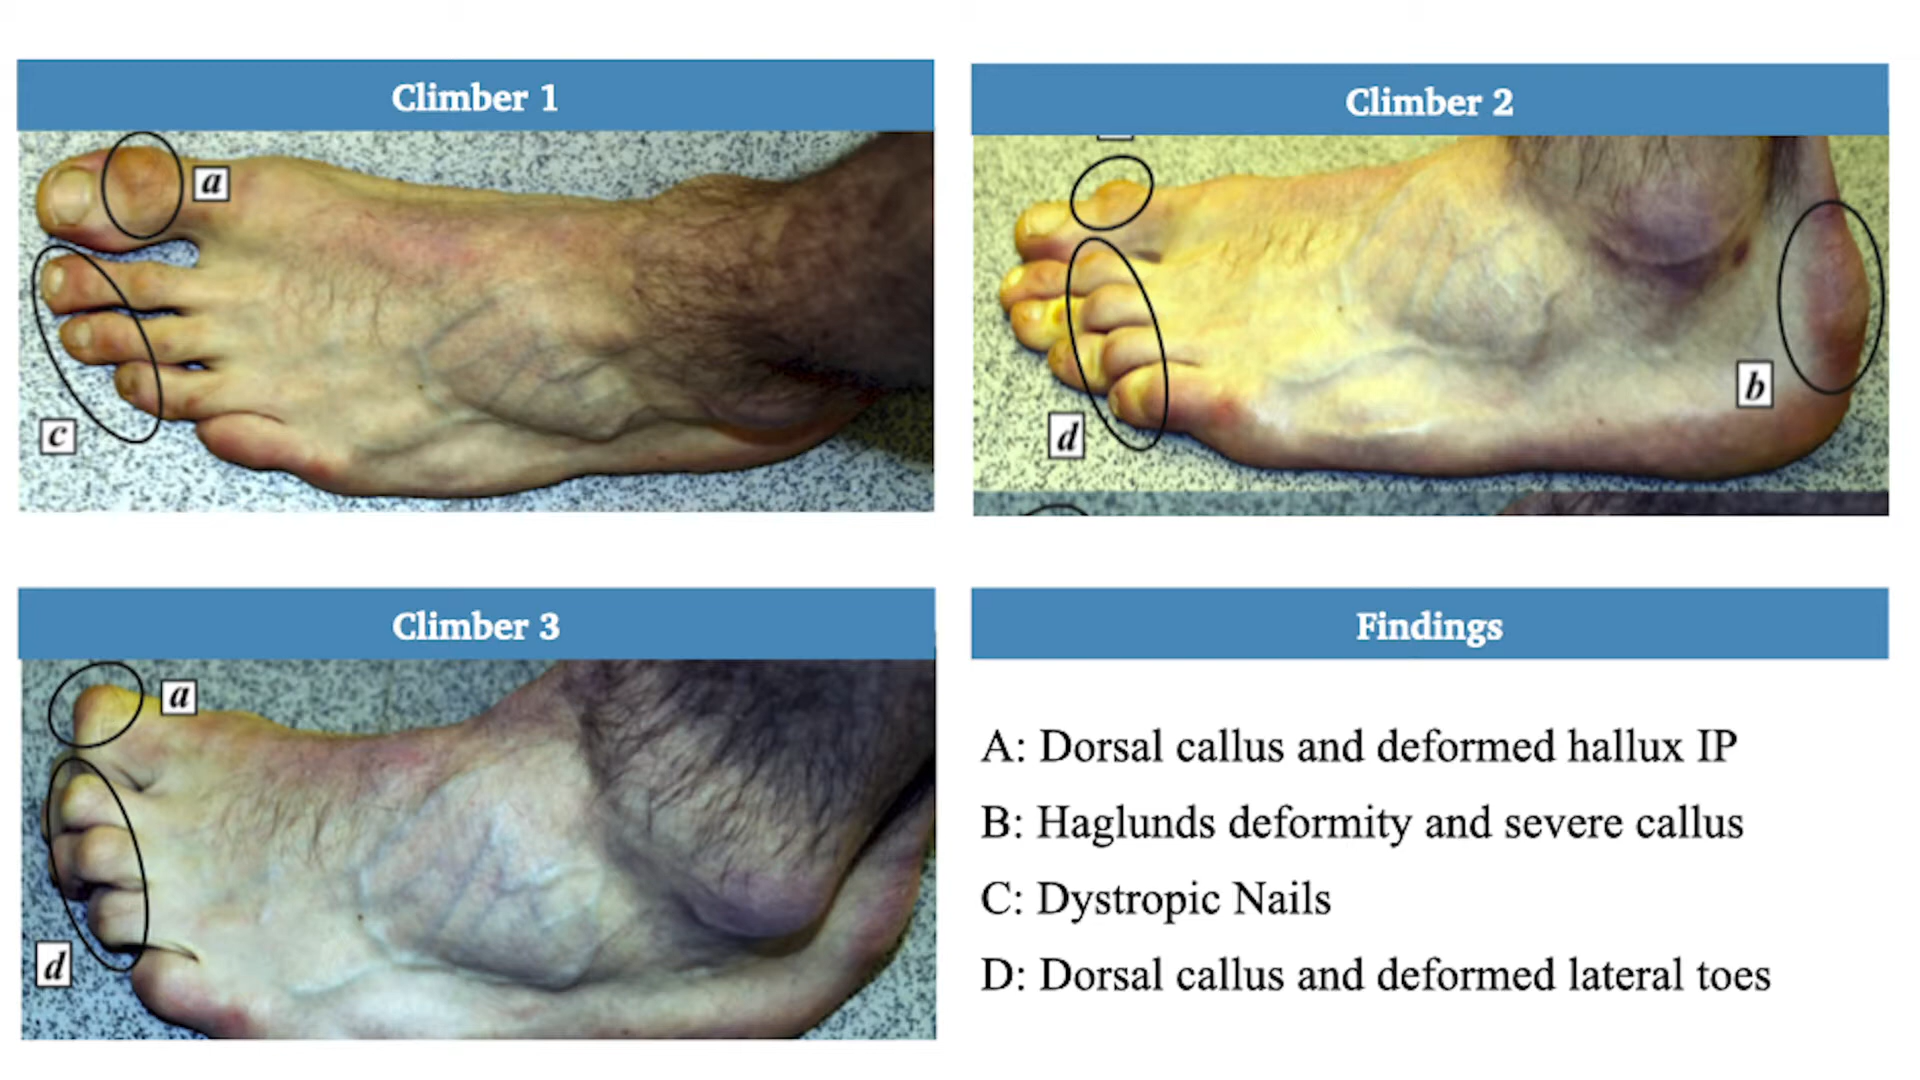 Climber 1
a
c
Climber 2
b
d
Climber 3
a
d
Findings
A: Dorsal callus and deformed hallux IP
B: Haglunds deformity and severe callus
C: Dystropic Nails
D: Dorsal callus and deformed lateral toes